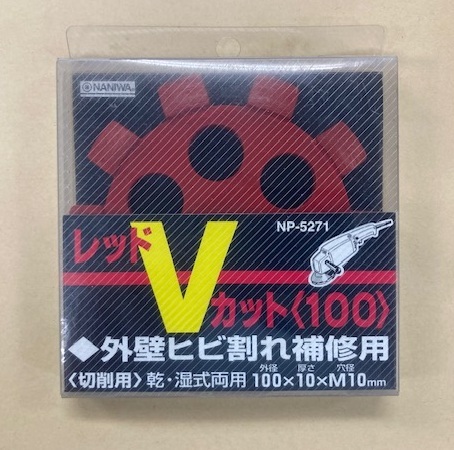 NANIWA
NP-5271
レッド
V
カット〈100〉
◆外壁ヒビ割れ補修用
〈切削用〉乾・湿式両用 外径 厚さ 穴径
100×10×M10mm